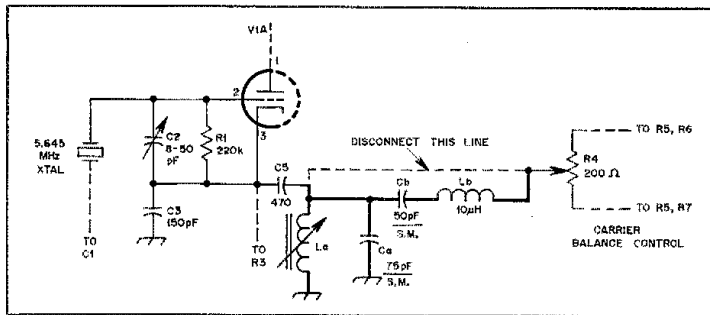 V1A
1
2
3
5.645
MHz
XTAL
C2
8-50
pF
R1
220k
C3
150pF
TO
C1
C5
470
TO
R3
La
DISCONNECT THIS LINE
Cb
50pF
S.M.
Lb
10µH
Ca
75pF
S.M.
R4
200 Ω
TO R5, R6
TO R5, R7
CARRIER
BALANCE CONTROL